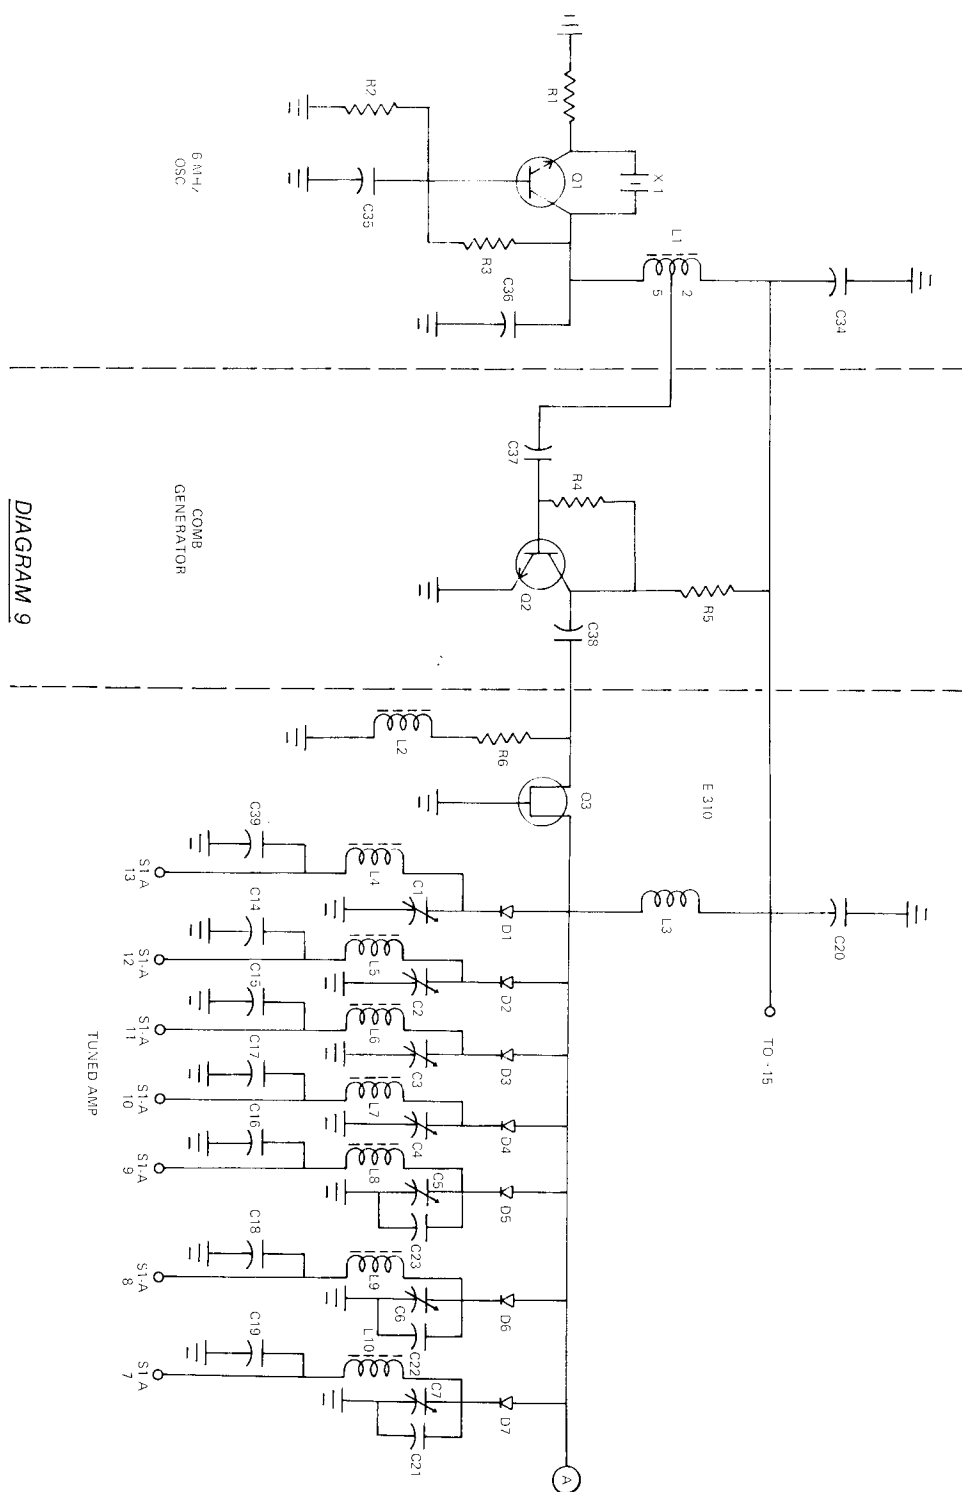 R1
R2
6 MHz
OSC
C35
Q1
X 1
R3
C36
L1
5
2
C34
C37
R4
Q2
R5
C38
COMB
GENERATOR
DIAGRAM 9
L2
R6
Q3
E 310
L3
C20
TO -15
C39
S1-A
13
L4
C1
D1
C14
S1-A
12
L5
C2
D2
C15
S1-A
11
L6
C3
D3
C17
S1-A
10
L7
C4
D4
C16
S1-A
9
L8
C5
C23
D5
C18
S1-A
8
L9
C6
C22
D6
C19
S1-A
7
L10
C7
C21
D7
A
TUNED AMP